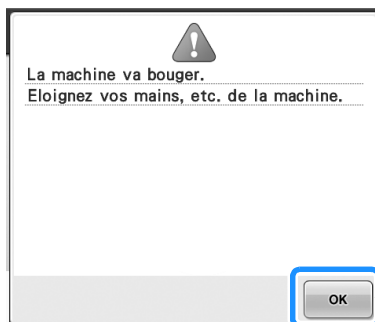 La machine va bouger.
Eloignez vos mains, etc. de la machine.
OK